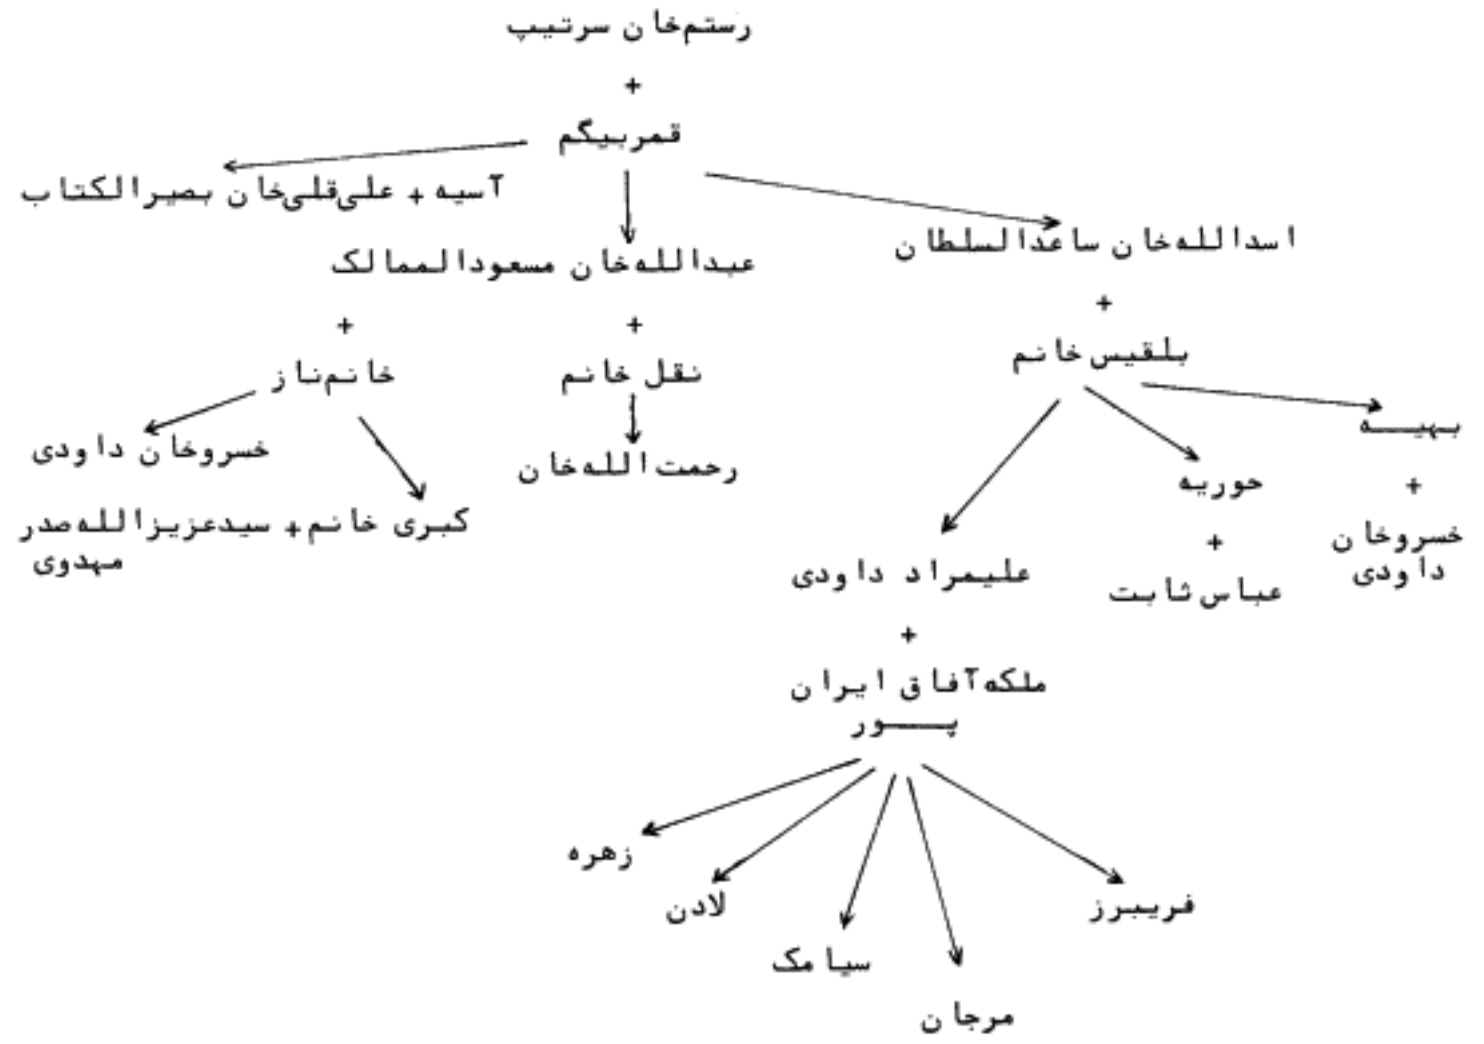 رستم‌خان سرتیپ
+
قمربیگم
آسیه + علی‌قلی‌خان بصیرالکتاب
اسدالله‌خان ساعدالسلطان
عبدالله‌خان مسعودالممالک
+
بلقیس خانم
+
+
خانم‌ناز
نقل خانم
بهیه
+
خسروخان داودی
خسروخان داودی
رحمت‌الله‌خان
حوریه
+
عباس ثابت
کبری خانم + سیدعزیزالله‌صدر
مهدوی
علیمراد داودی
+
ملکه‌آفاق ایران
پور
زهره
لادن
سیامک
مرجان
فریبرز